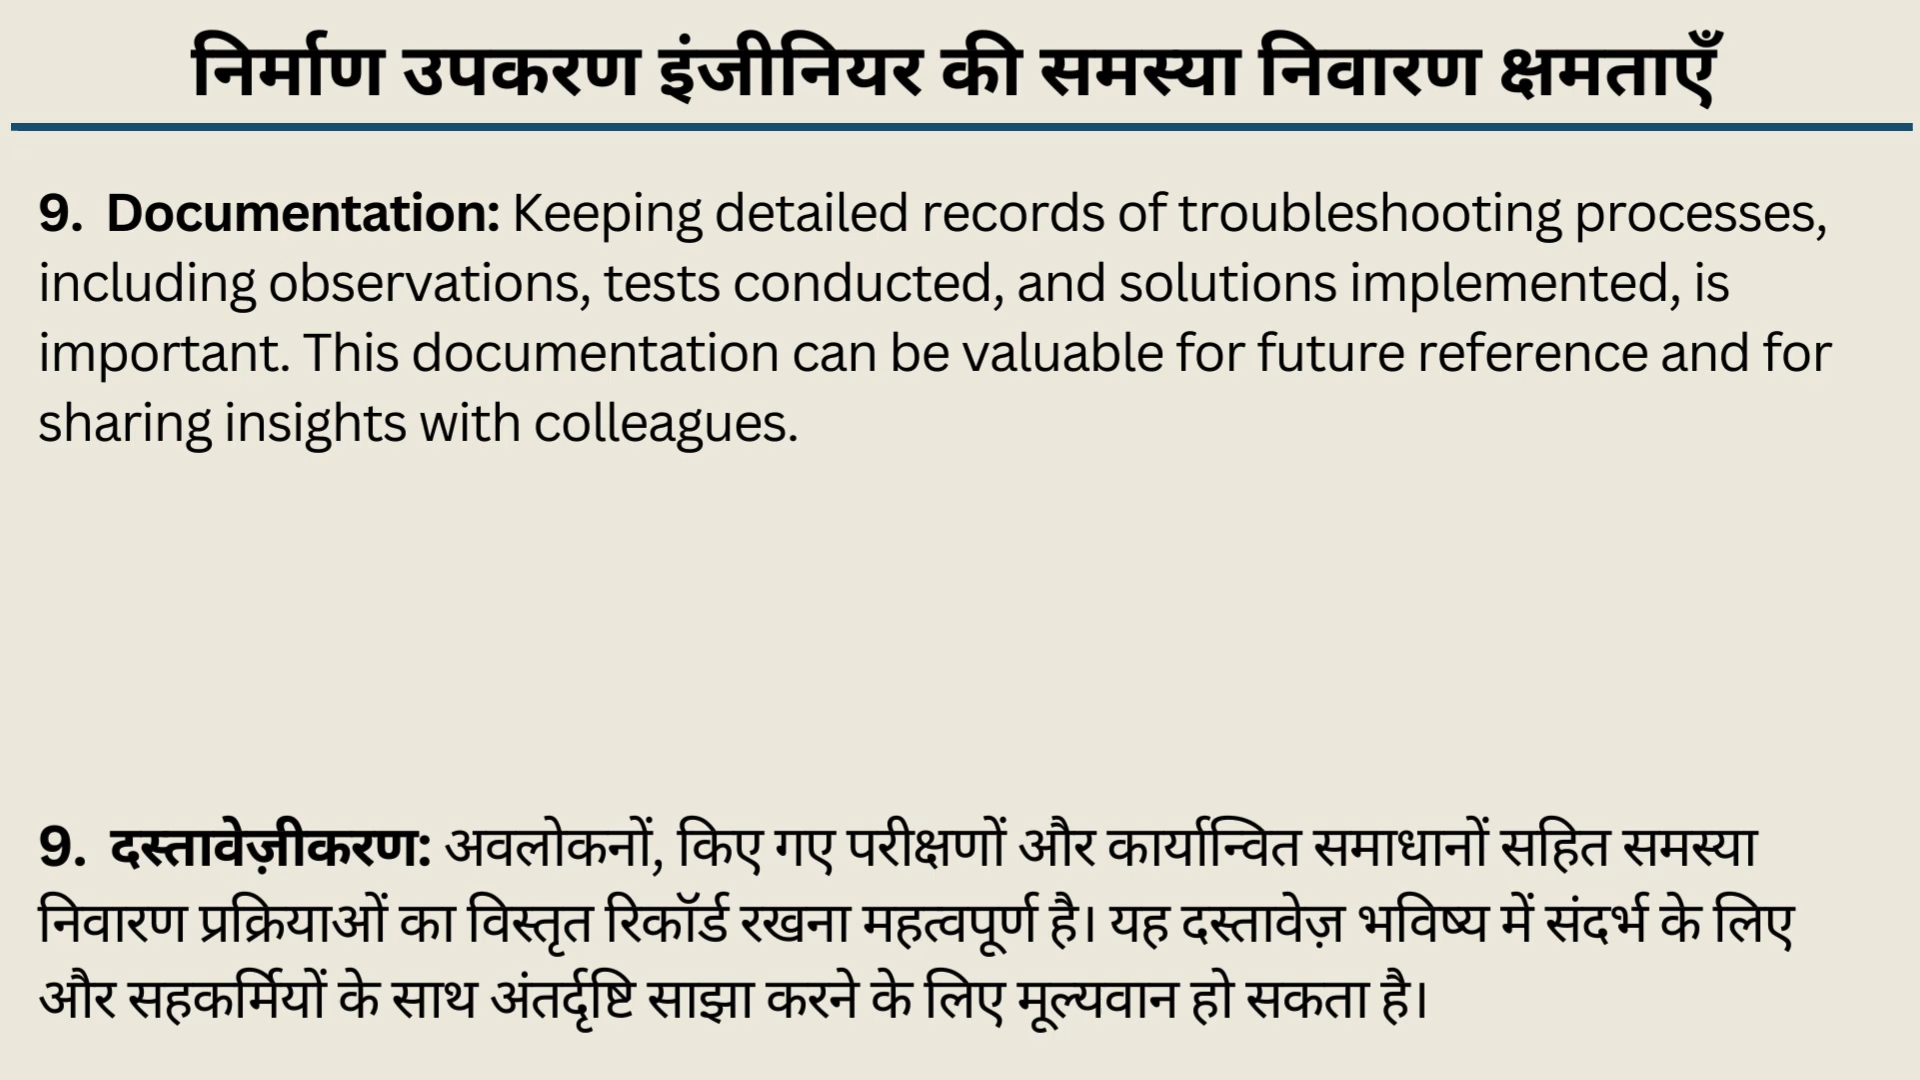 निर्माण उपकरण इंजीनियर की समस्या निवारण क्षमताएँ
9. Documentation: Keeping detailed records of troubleshooting processes,
including observations, tests conducted, and solutions implemented, is
important. This documentation can be valuable for future reference and for
sharing insights with colleagues.
9. दस्तावेज़ीकरण: अवलोकनों, किए गए परीक्षणों और कार्यान्वित समाधानों सहित समस्या
निवारण प्रक्रियाओं का विस्तृत रिकॉर्ड रखना महत्वपूर्ण है। यह दस्तावेज़ भविष्य में संदर्भ के लिए
और सहकर्मियों के साथ अंतर्दृष्टि साझा करने के लिए मूल्यवान हो सकता है।